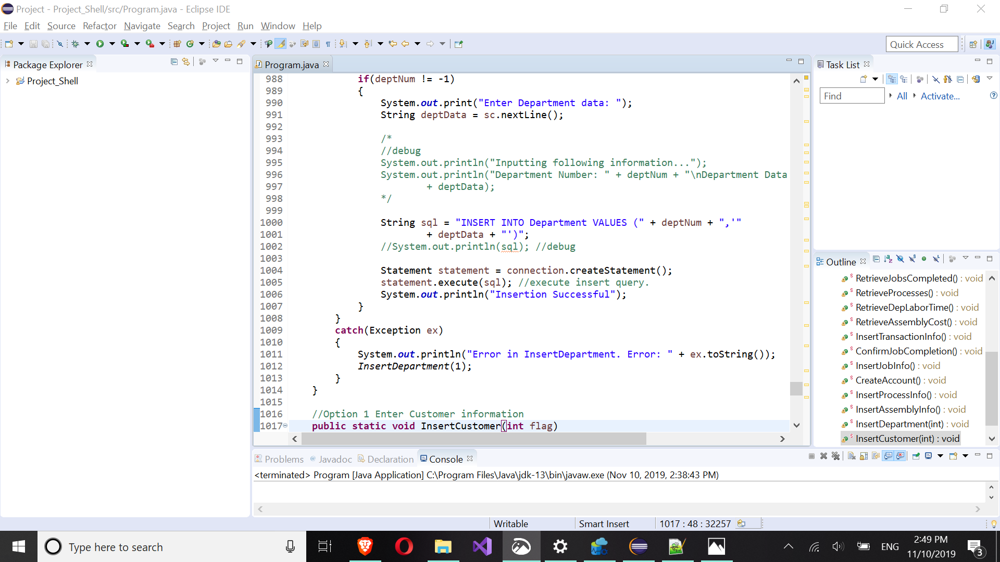 Project - Project_Shell/src/Program.java - Eclipse IDE
File Edit Source Refactor Navigate Search Project Run Window Help
Quick Access
Package Explorer
Project_Shell
Program.java
988 if(deptNum != -1)
989 {
990 System.out.print("Enter Department data: ");
991 String deptData = sc.nextLine();
992
993 /*
994 //debug
995 System.out.println("Inputting following information...");
996 System.out.println("Department Number: " + deptNum + "\nDepartment Data
997 + deptData);
998 */
999
1000 String sql = "INSERT INTO Department VALUES (" + deptNum + ",'"
1001 + deptData + "')";
1002 //System.out.println(sql); //debug
1003
1004 Statement statement = connection.createStatement();
1005 statement.execute(sql); //execute insert query.
1006 System.out.println("Insertion Successful");
1007 }
1008 }
1009 catch(Exception ex)
1010 {
1011 System.out.println("Error in InsertDepartment. Error: " + ex.toString());
1012 InsertDepartment(1);
1013 }
1014 }
1015
1016 //Option 1 Enter Customer information
1017 public static void InsertCustomer(int flag)
Task List
Find All Activate...
Outline
RetrieveJobsCompleted() : void
RetrieveProcesses() : void
RetrieveDepLaborTime() : void
RetrieveAssemblyCost() : void
InsertTransactionInfo() : void
ConfirmJobCompletion() : void
InsertJobInfo() : void
CreateAccount() : void
InsertProcessInfo() : void
InsertAssemblyInfo() : void
InsertDepartment(int) : void
InsertCustomer(int) : void
Problems @ Javadoc Declaration Console
<terminated> Program [Java Application] C:\Program Files\Java\jdk-13\bin\javaw.exe (Nov 10, 2019, 2:38:43 PM)
Writable Smart Insert 1017 : 48 : 32257
Type here to search
ENG
2:49 PM
11/10/2019
3